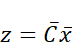 z = C̄x̄